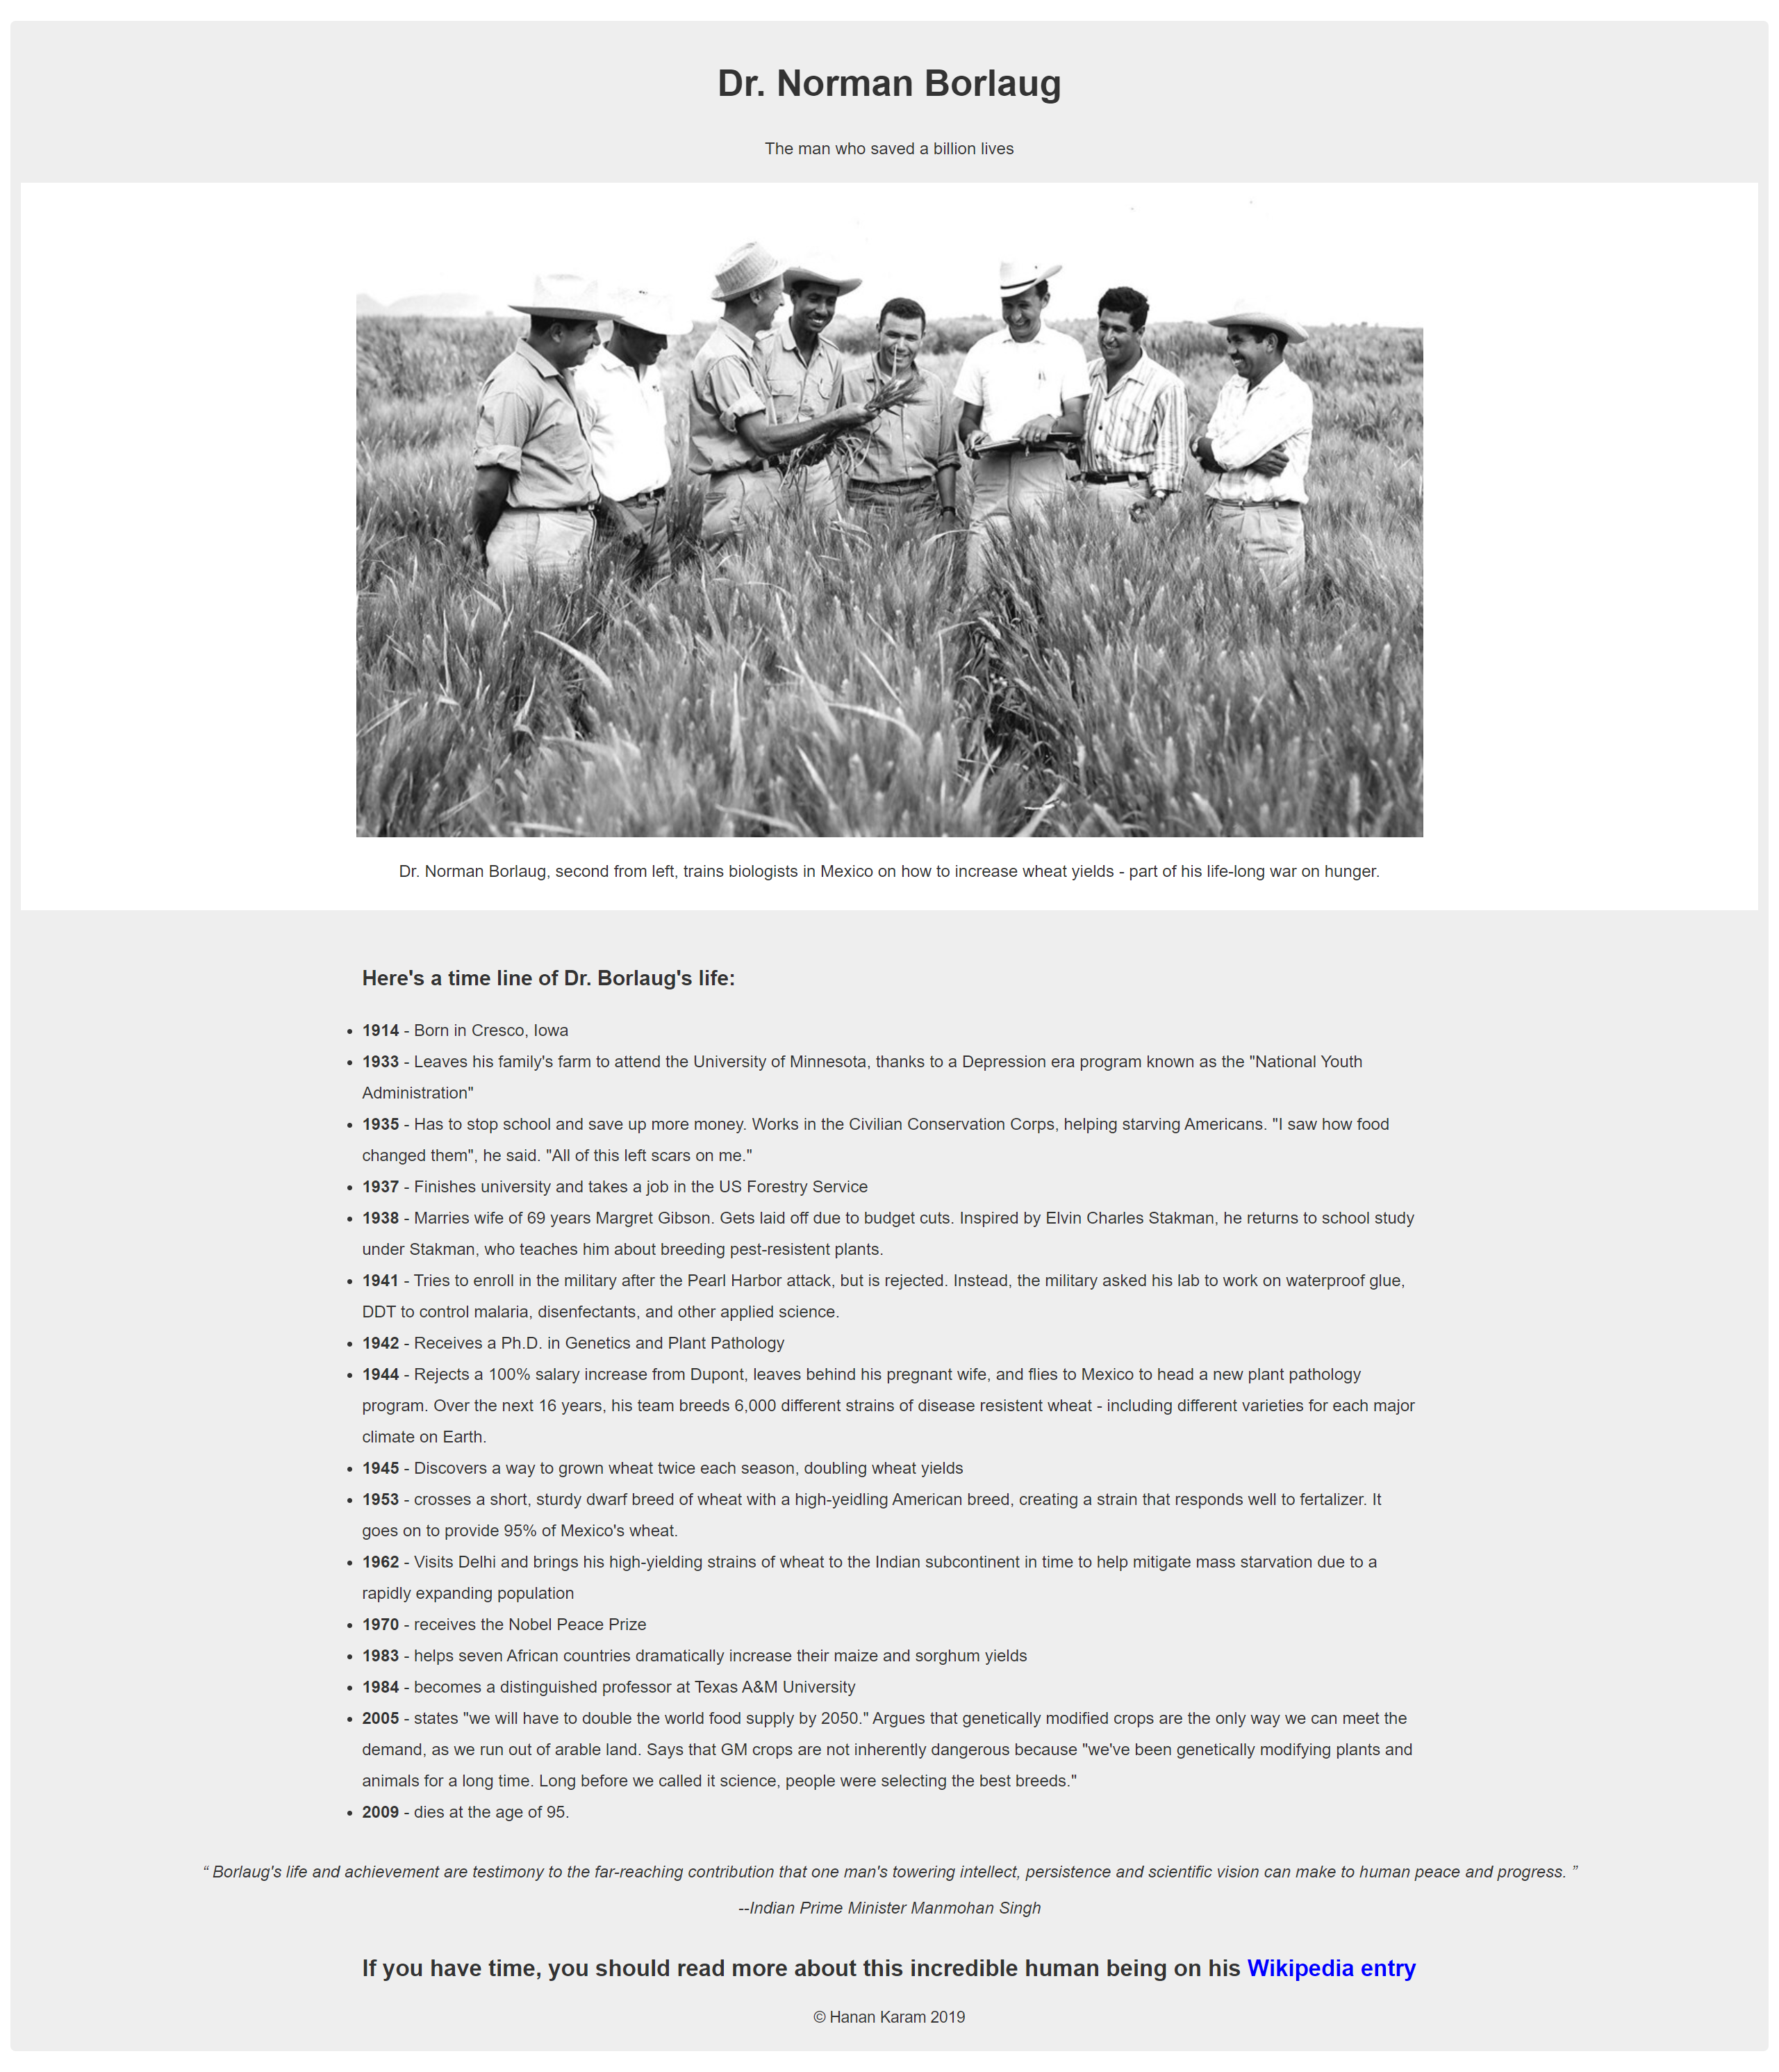 Dr. Norman Borlaug
The man who saved a billion lives
Dr. Norman Borlaug, second from left, trains biologists in Mexico on how to increase wheat yields - part of his life-long war on hunger.
Here's a time line of Dr. Borlaug's life:
• 1914 - Born in Cresco, Iowa
• 1933 - Leaves his family's farm to attend the University of Minnesota, thanks to a Depression era program known as the "National Youth
Administration"
• 1935 - Has to stop school and save up more money. Works in the Civilian Conservation Corps, helping starving Americans. "I saw how food
changed them", he said. "All of this left scars on me."
• 1937 - Finishes university and takes a job in the US Forestry Service
• 1938 - Marries wife of 69 years Margret Gibson. Gets laid off due to budget cuts. Inspired by Elvin Charles Stakman, he returns to school study
under Stakman, who teaches him about breeding pest-resistent plants.
• 1941 - Tries to enroll in the military after the Pearl Harbor attack, but is rejected. Instead, the military asked his lab to work on waterproof glue,
DDT to control malaria, disenfectants, and other applied science.
• 1942 - Receives a Ph.D. in Genetics and Plant Pathology
• 1944 - Rejects a 100% salary increase from Dupont, leaves behind his pregnant wife, and flies to Mexico to head a new plant pathology
program. Over the next 16 years, his team breeds 6,000 different strains of disease resistent wheat - including different varieties for each major
climate on Earth.
• 1945 - Discovers a way to grown wheat twice each season, doubling wheat yields
• 1953 - crosses a short, sturdy dwarf breed of wheat with a high-yeidling American breed, creating a strain that responds well to fertalizer. It
goes on to provide 95% of Mexico's wheat.
• 1962 - Visits Delhi and brings his high-yielding strains of wheat to the Indian subcontinent in time to help mitigate mass starvation due to a
rapidly expanding population
• 1970 - receives the Nobel Peace Prize
• 1983 - helps seven African countries dramatically increase their maize and sorghum yields
• 1984 - becomes a distinguished professor at Texas A&M University
• 2005 - states "we will have to double the world food supply by 2050." Argues that genetically modified crops are the only way we can meet the
demand, as we run out of arable land. Says that GM crops are not inherently dangerous because "we've been genetically modifying plants and
animals for a long time. Long before we called it science, people were selecting the best breeds."
• 2009 - dies at the age of 95.
“ Borlaug's life and achievement are testimony to the far-reaching contribution that one man's towering intellect, persistence and scientific vision can make to human peace and progress. ”
--Indian Prime Minister Manmohan Singh
If you have time, you should read more about this incredible human being on his Wikipedia entry
© Hanan Karam 2019